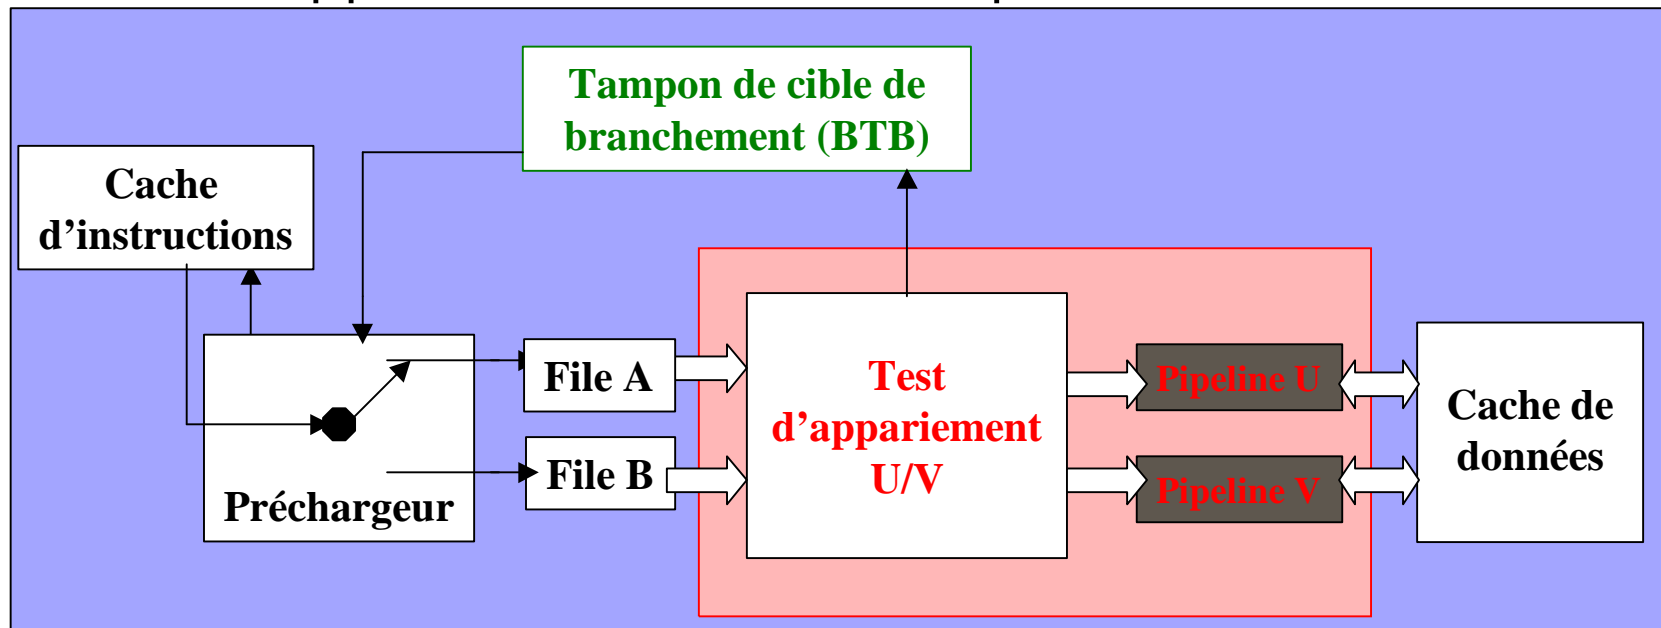 Tampon de cible de
branchement (BTB)
Cache
d’instructions
File A
File B
Préchargeur
Test
d’appariement
U/V
Pipeline U
Pipeline V
Cache de
données